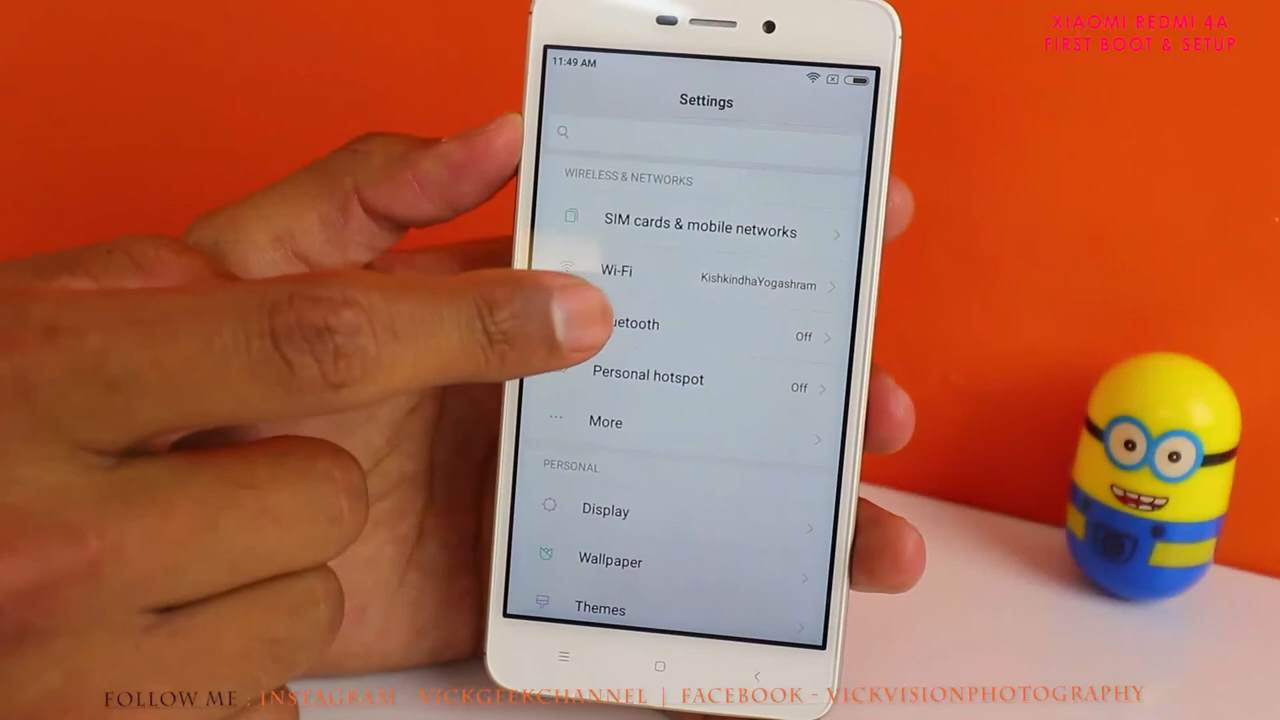 XIAOMI REDMI 4A
FIRST BOOT & SETUP
11:49 AM
Settings
WIRELESS & NETWORKS
SIM cards & mobile networks
Wi-Fi KishkindhaYogashram
uetooth Off
Personal hotspot Off
More
PERSONAL
Display
Wallpaper
Themes
FOLLOW ME : INSTAGRAM - VICKGEEKCHANNEL | FACEBOOK - VICKVISIONPHOTOGRAPHY